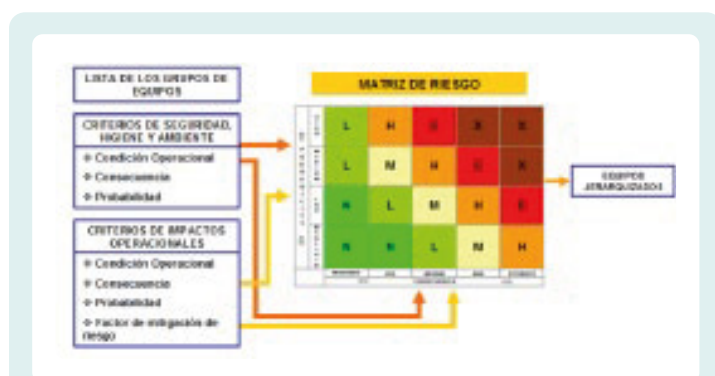 LISTA DE LOS GRUPOS DE
EQUIPOS
MATRIZ DE RIESGO
CRITERIOS DE SEGURIDAD,
HIGIENE Y AMBIENTE
❖ Condición Operacional
❖ Consecuencia
❖ Probabilidad
CRITERIOS DE IMPACTOS
OPERACIONALES
❖ Condición Operacional
❖ Consecuencia
❖ Probabilidad
❖ Factor de mitigación de
riesgo
L H E X X
L M H E X
N L M H E
N N L M H
CONSECUENCIA
EQUIPOS
JERARQUIZADOS